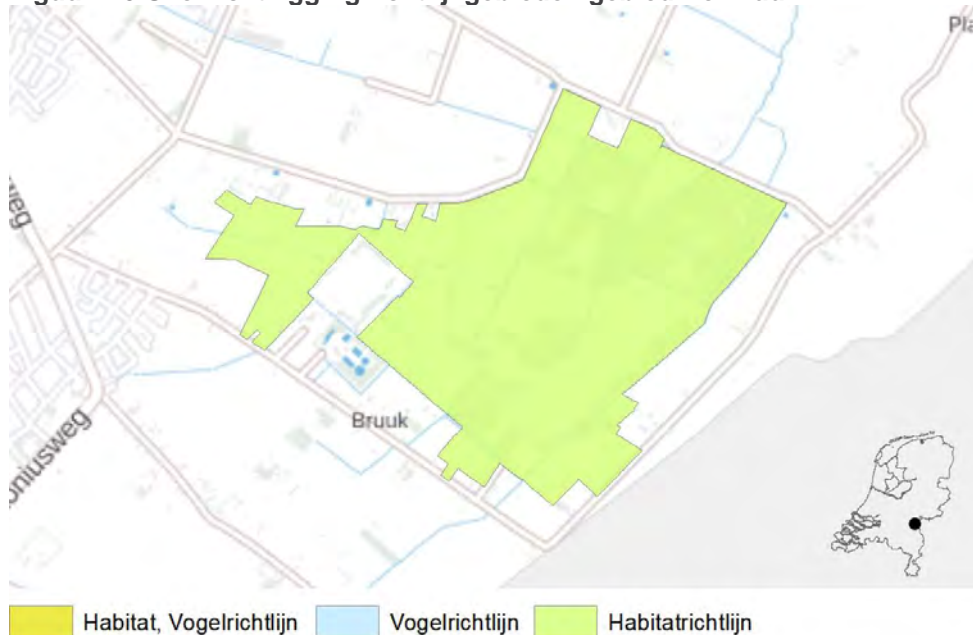 Pla
weg
Bruuk
oniusweg
Habitat, Vogelrichtlijn
Vogelrichtlijn
Habitatrichtlijn